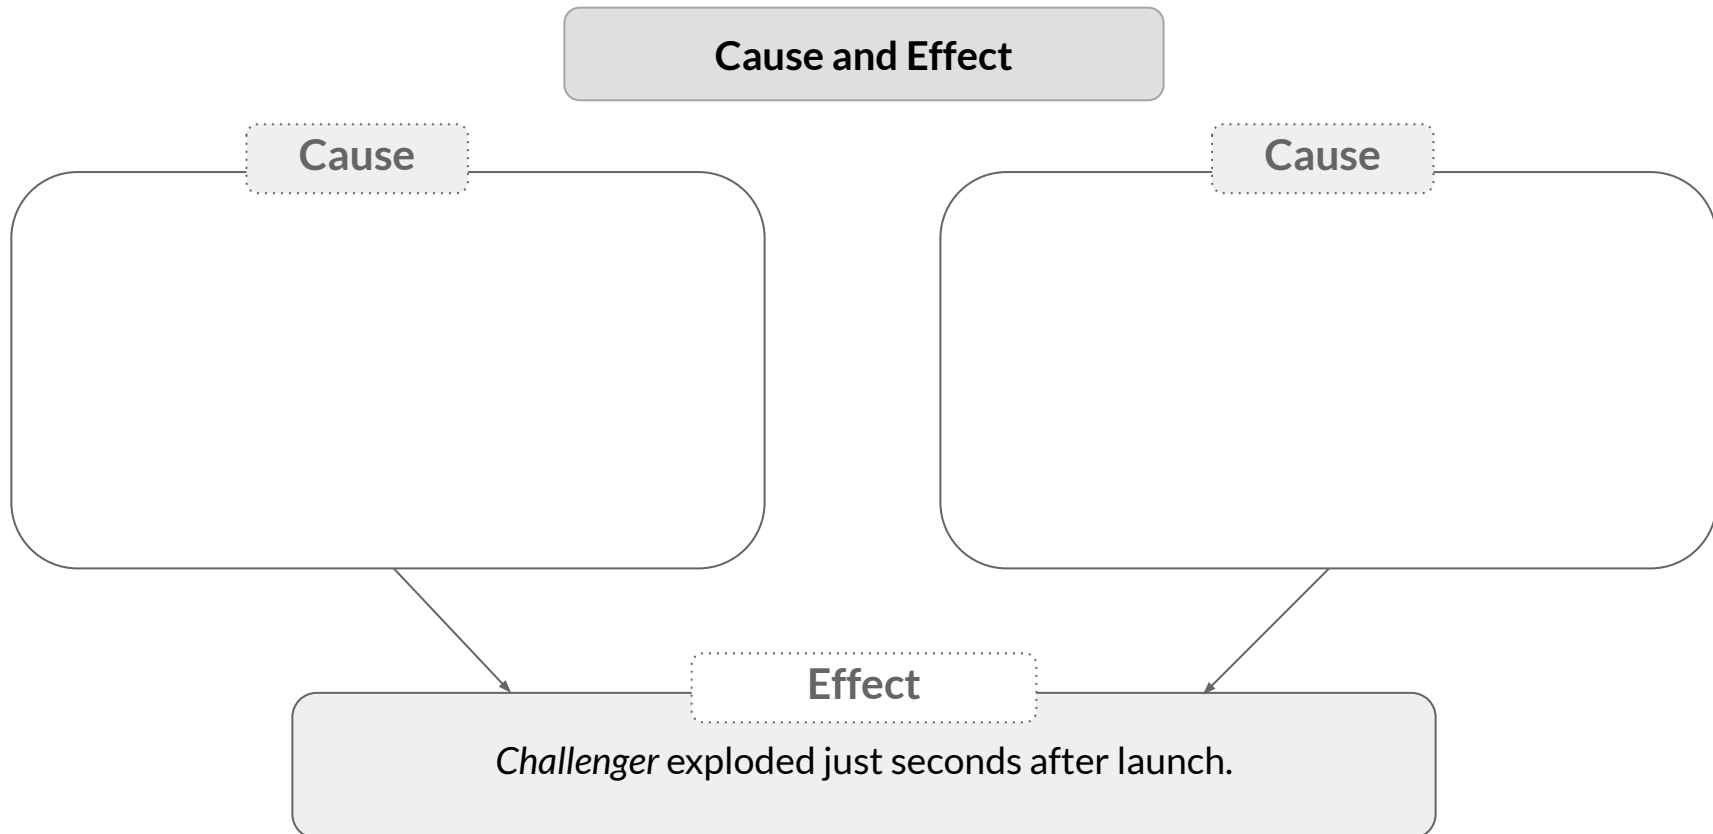 Cause and Effect
Cause
Cause
Effect
Challenger exploded just seconds after launch.